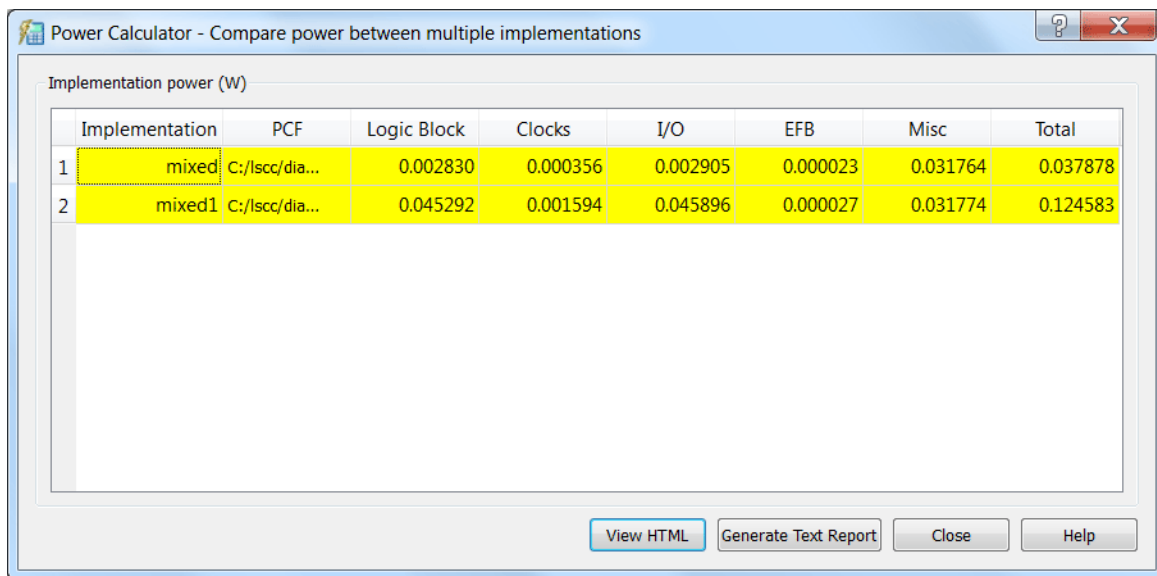 Power Calculator - Compare power between multiple implementations
Implementation power (W)
Implementation PCF Logic Block Clocks I/O EFB Misc Total
1 mixed C:/lscc/dia... 0.002830 0.000356 0.002905 0.000023 0.031764 0.037878
2 mixed1 C:/lscc/dia... 0.045292 0.001594 0.045896 0.000027 0.031774 0.124583
View HTML Generate Text Report Close Help